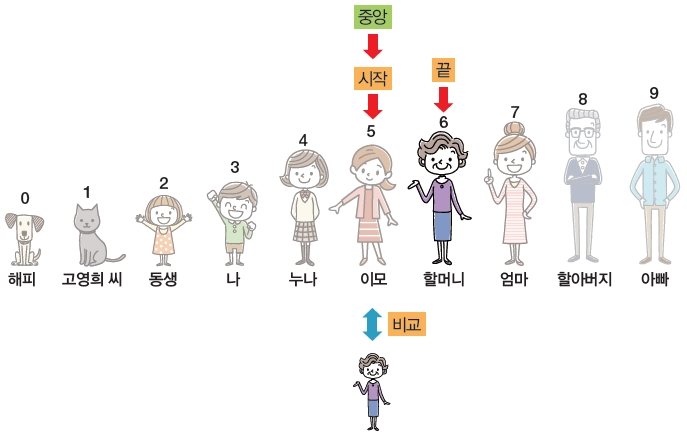 중앙
시작
끝
0 1 2 3 4 5 6 7 8 9
해피 고영희 씨 동생 나 누나 이모 할머니 엄마 할아버지 아빠
비교